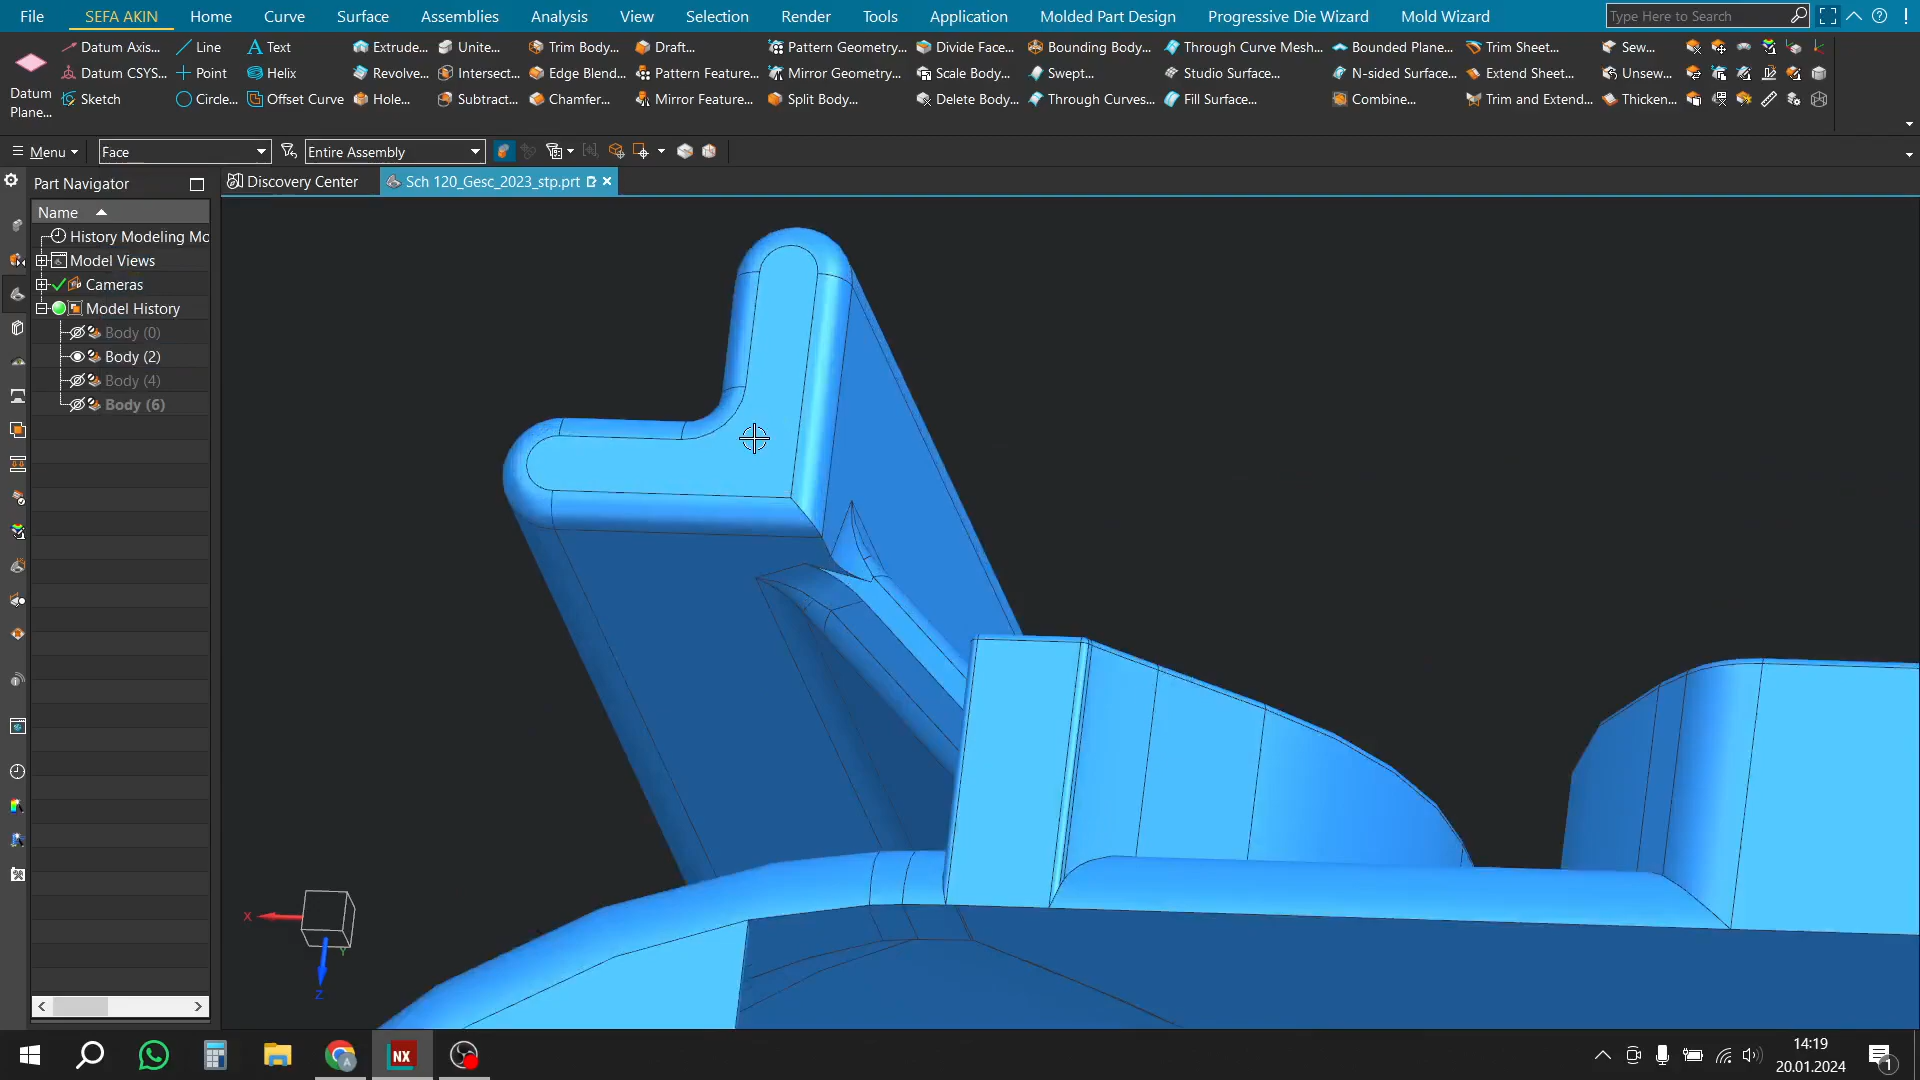 File SEFA AKIN Home Curve Surface Assemblies Analysis View Selection Render Tools Application Molded Part Design Progressive Die Wizard Mold Wizard Type Here to Search
Datum Axis... Line Text Extrude... Unite... Trim Body... Draft... Pattern Geometry... Divide Face... Bounding Body... Through Curve Mesh... Bounded Plane... Trim Sheet... Sew...
Datum CSYS... Point Helix Revolve... Intersect... Edge Blend... Pattern Feature... Mirror Geometry... Scale Body... Swept... Studio Surface... N-sided Surface... Extend Sheet... Unsew...
Datum Plane... Sketch Circle... Offset Curve Hole... Subtract... Chamfer... Mirror Feature... Split Body... Delete Body... Through Curves... Fill Surface... Combine... Trim and Extend... Thicken...
Menu Face Entire Assembly
Part Navigator Discovery Center Sch 120_Gesc_2023_stp.prt
Name
History Modeling Mo
Model Views
Cameras
Model History
Body (0)
Body (2)
Body (4)
Body (6)
X
Y
Z
NX
A
14:19
20.01.2024
1